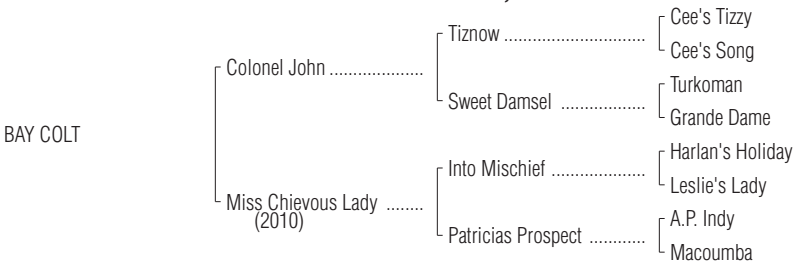 Cee's Tizzy
Tiznow ..............................
Cee's Song
Colonel John ....................
Turkoman
Sweet Damsel ..................
Grande Dame
BAY COLT
Harlan's Holiday
Into Mischief ....................
Leslie's Lady
Miss Chievous Lady ........
(2010)
A.P. Indy
Patricias Prospect ............
Macoumba